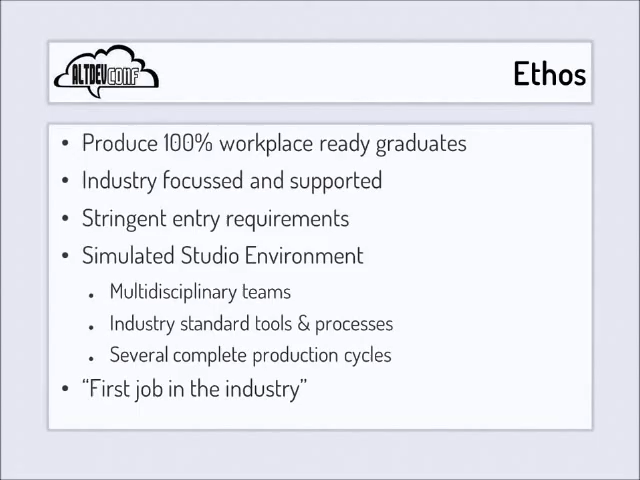 ALTDEVCONF
Ethos
• Produce 100% workplace ready graduates
• Industry focussed and supported
• Stringent entry requirements
• Simulated Studio Environment
• Multidisciplinary teams
• Industry standard tools & processes
• Several complete production cycles
• “First job in the industry”